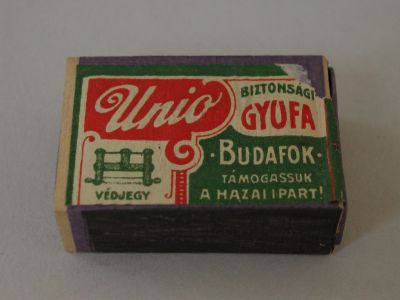 Unio
BIZTONSÁGI
GYUFA
·BUDAFOK·
TÁMOGASSUK
A HAZAI IPART!
VÉDJEGY